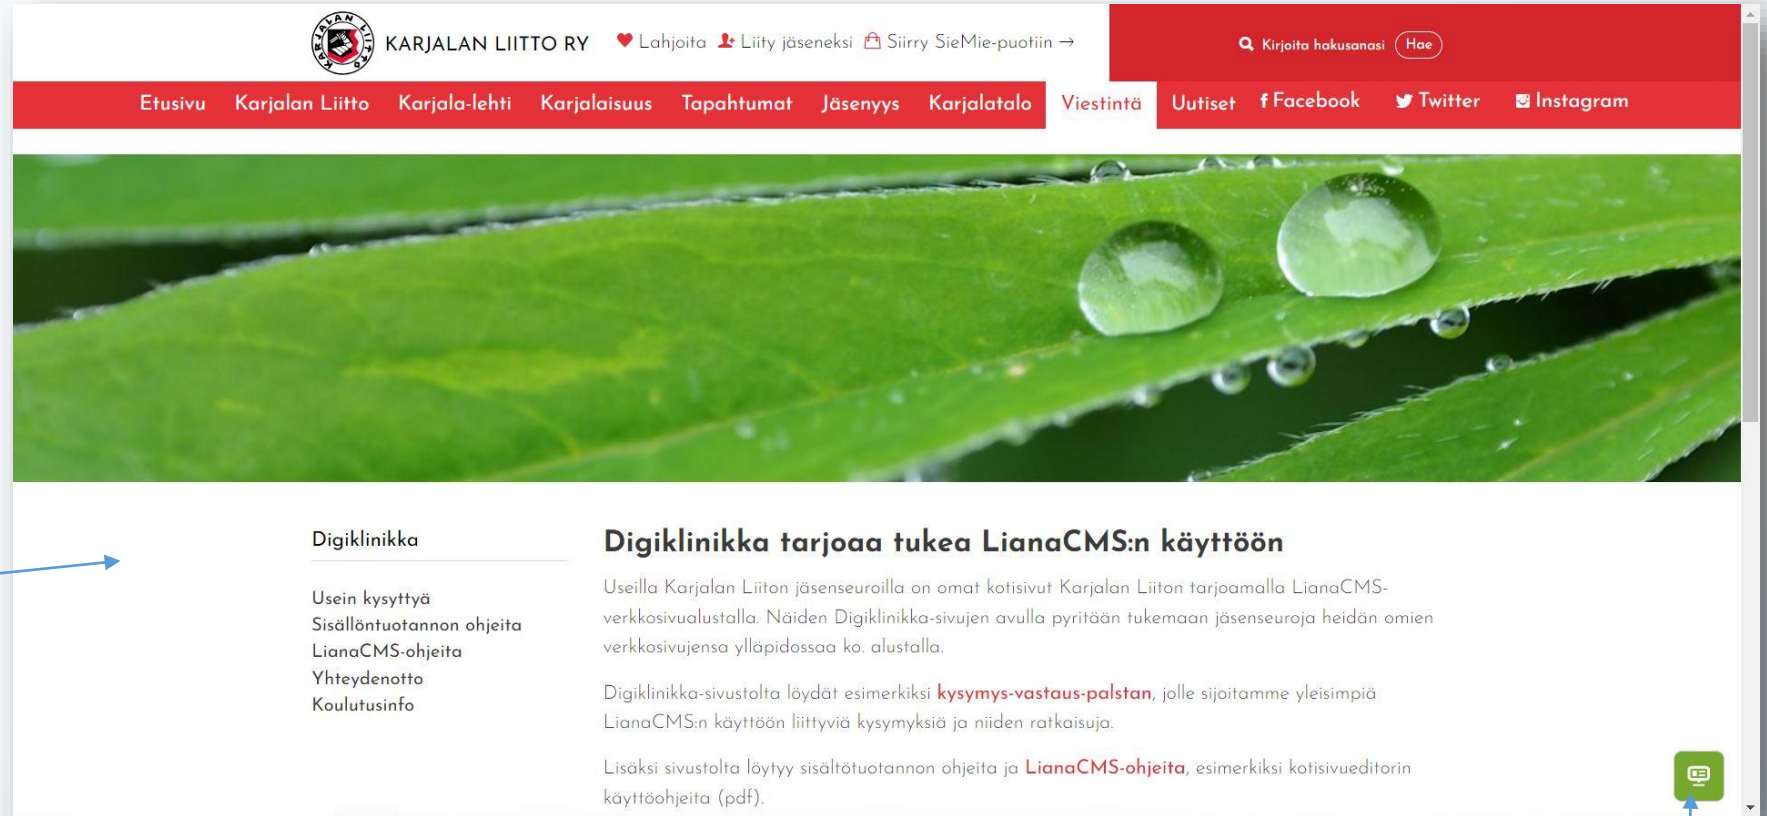 KARJALAN LIITTO
KARJALAN LIITTO RY
Lahjoita Liity jäseneksi Siirry SieMie-puotiin →
Kirjoita hakusanasi Hae
Etusivu Karjalan Liitto Karjala-lehti Karjalaisuus Tapahtumat Jäsenyys Karjalatalo Viestintä Uutiset Facebook Twitter Instagram
Digiklinikka
Usein kysyttyä
Sisällöntuotannon ohjeita
LianaCMS-ohjeita
Yhteydenotto
Koulutusinfo
Digiklinikka tarjoaa tukea LianaCMS:n käyttöön
Useilla Karjalan Liiton jäsenseuroilla on omat kotisivut Karjalan Liiton tarjoamalla LianaCMS-
verkkosivualustalla. Näiden Digiklinikka-sivujen avulla pyritään tukemaan jäsenseuroja heidän omien
verkkosivujensa ylläpidossaa ko. alustalla.
Digiklinikka-sivustolta löydät esimerkiksi kysymys-vastaus-palstan, jolle sijoitamme yleisimpiä
LianaCMS:n käyttöön liittyviä kysymyksiä ja niiden ratkaisuja.
Lisäksi sivustolta löytyy sisältötuotannon ohjeita ja LianaCMS-ohjeita, esimerkiksi kotisivueditorin
käyttöohjeita (pdf).